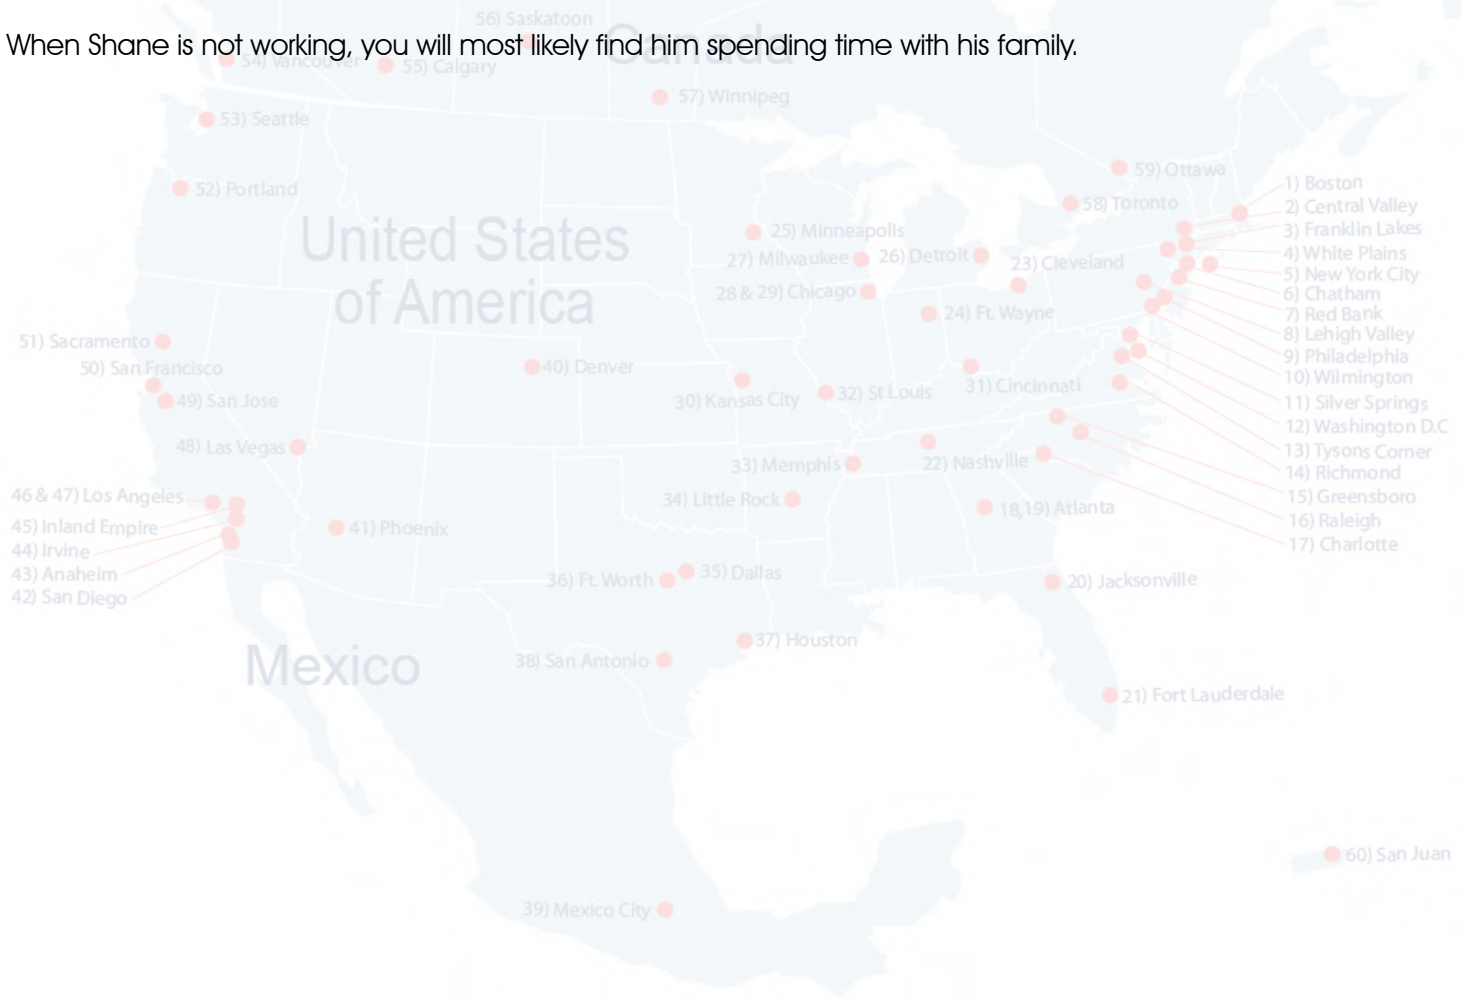 56) Saskatoon
When Shane is not working, you will most likely find him spending time with his family.
Canada
54) Vancouver
55) Calgary
57) Winnipeg
53) Seattle
59) Ottawa
52) Portland
58) Toronto
1) Boston
2) Central Valley
3) Franklin Lakes
4) White Plains
5) New York City
6) Chatham
7) Red Bank
8) Lehigh Valley
9) Philadelphia
10) Wilmington
11) Silver Springs
12) Washington D.C
13) Tysons Corner
14) Richmond
15) Greensboro
16) Raleigh
17) Charlotte
United States
of America
25) Minneapolis
27) Milwaukee
26) Detroit
23) Cleveland
28 & 29) Chicago
24) Ft. Wayne
51) Sacramento
50) San Francisco
49) San Jose
40) Denver
30) Kansas City
32) St Louis
31) Cincinnati
48) Las Vegas
33) Memphis
22) Nashville
46 & 47) Los Angeles
45) Inland Empire
44) Irvine
43) Anaheim
42) San Diego
41) Phoenix
34) Little Rock
18,19) Atlanta
36) Ft. Worth
35) Dallas
20) Jacksonville
37) Houston
38) San Antonio
Mexico
21) Fort Lauderdale
60) San Juan
39) Mexico City